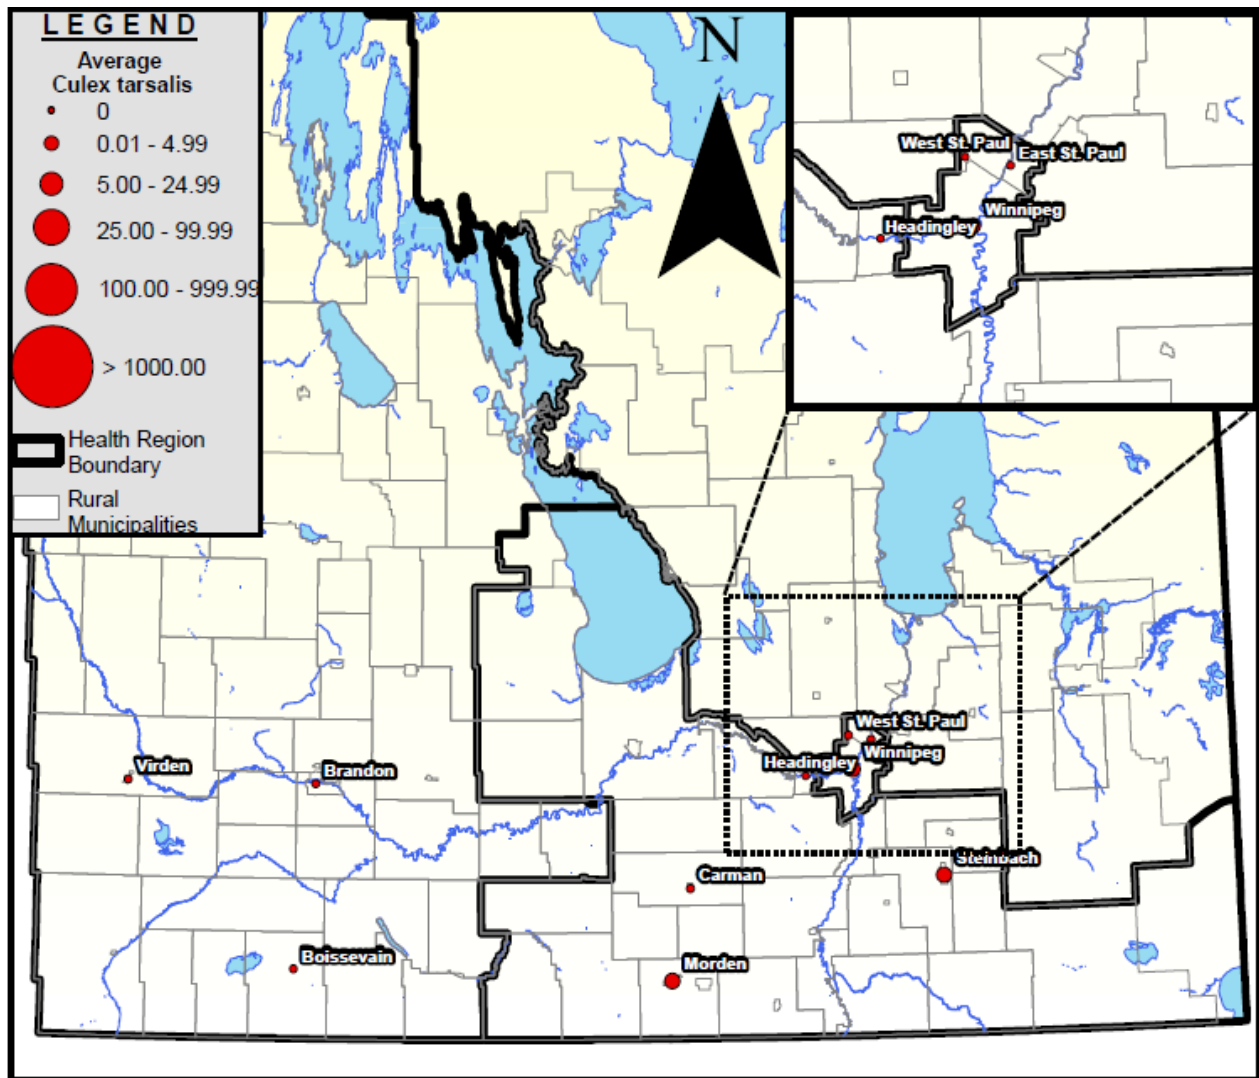 LEGEND
Average
Culex tarsalis
0
0.01 - 4.99
5.00 - 24.99
25.00 - 99.99
100.00 - 999.99
> 1000.00
Health Region
Boundary
Rural
Municipalities
N
West St. Paul
East St. Paul
Winnipeg
Headingley
West St. Paul
Winnipeg
Headingley
Virden
Brandon
Steinbach
Carman
Boissevain
Morden